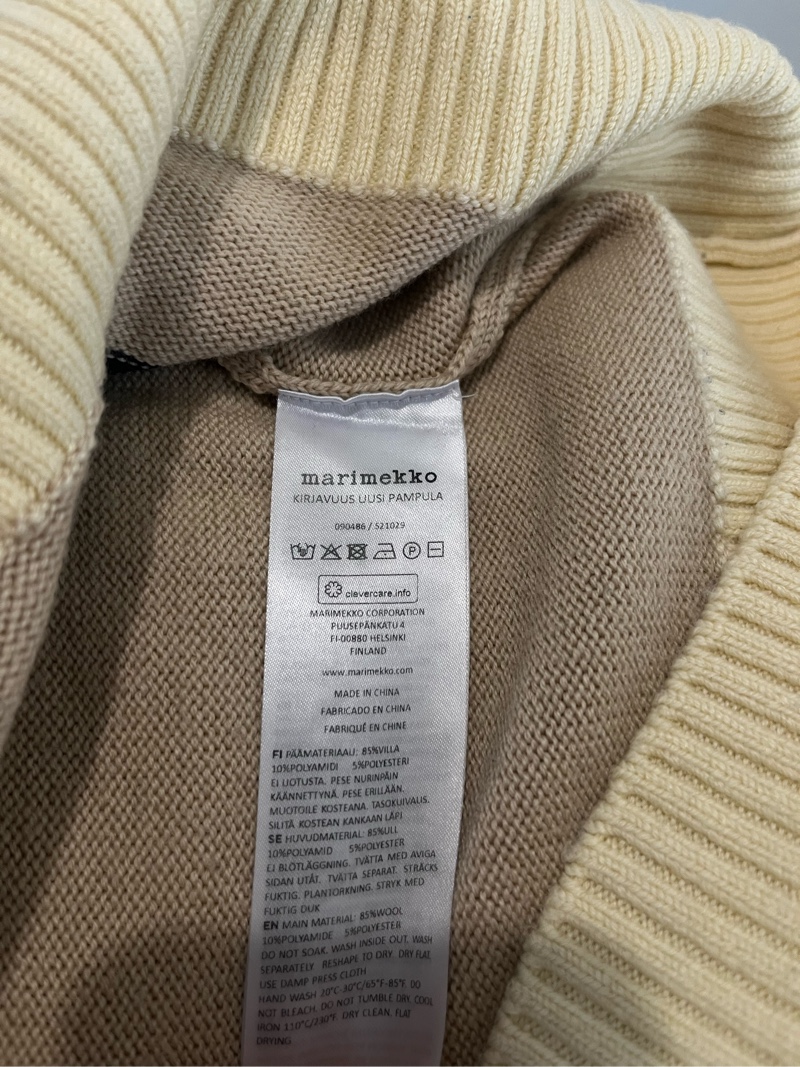 marimekko
KIRJAVUUS UUSI PAMPULA
090486 / 521029
P
clevercare.info
MARIMEKKO CORPORATION
PUUSEPÄNKATU 4
FI-00880 HELSINKI
FINLAND
www.marimekko.com
MADE IN CHINA
FABRICADO EN CHINA
FABRIQUÉ EN CHINE
FI PÄÄMATERIAALI: 85%VILLA
10%POLYAMIDI 5%POLYESTERI
EI LIOTUSTA. PESE NURINPÄIN
KÄÄNNETTYNÄ. PESE ERILLÄÄN.
MUOTOILE KOSTEANA. TASOKUIVAUS.
SILITÄ KOSTEAN KANKAAN LÄPI
SE HUVUDMATERIAL: 85%ULL
10%POLYAMID 5%POLYESTER
EJ BLÖTLÄGGNING. TVÄTTA MED AVIGA
SIDAN UTÅT. TVÄTTA SEPARAT. STRÄCKS
FUKTIG. PLANTORKNING. STRYK MED
FUKTIG DUK
EN MAIN MATERIAL: 85%WOOL
10%POLYAMIDE 5%POLYESTER
DO NOT SOAK. WASH INSIDE OUT. WASH
SEPARATELY. RESHAPE TO DRY. DRY FLAT.
USE DAMP PRESS CLOTH
HAND WASH 20°C-30°C/65°F-85°F. DO
NOT BLEACH. DO NOT TUMBLE DRY. COOL
IRON 110°C/230°F. DRY CLEAN. FLAT
DRYING